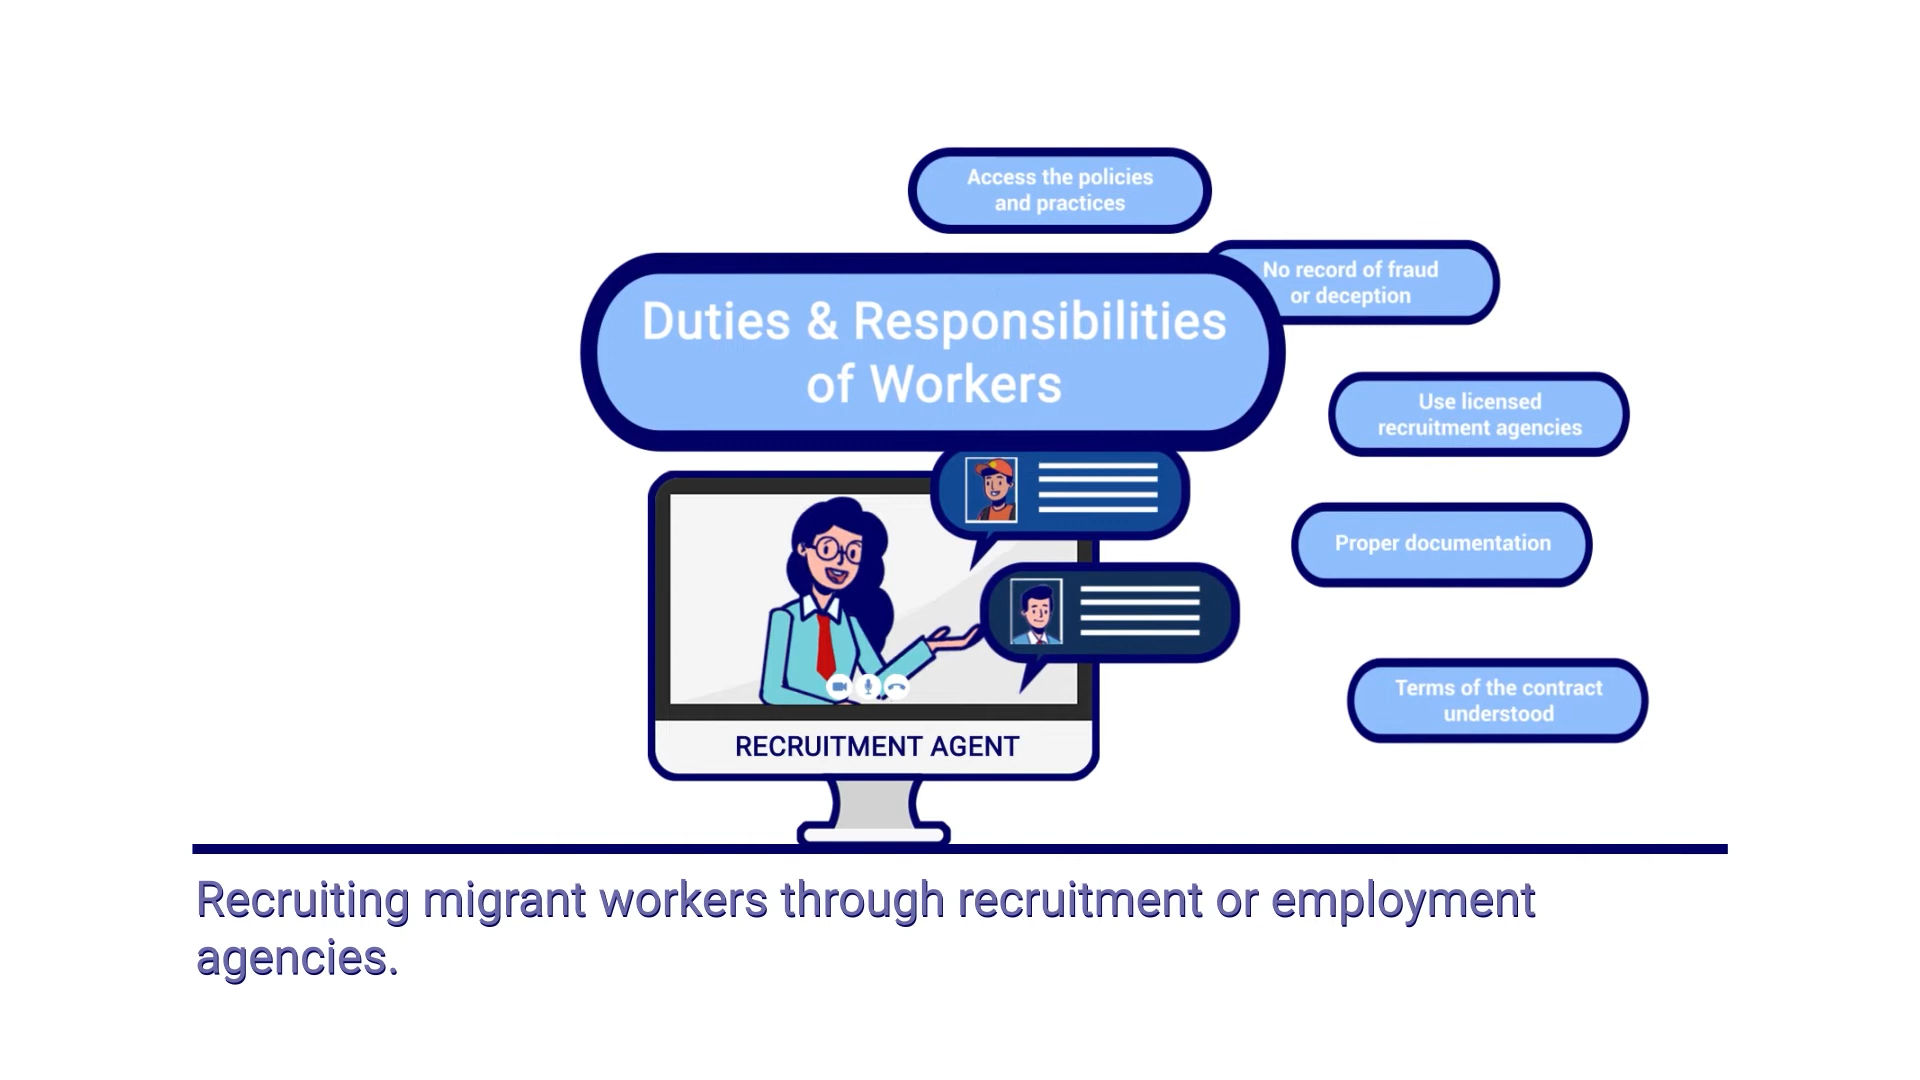 Access the policies
and practices
No record of fraud
or deception
Duties & Responsibilities
of Workers
Use licensed
recruitment agencies
Proper documentation
Terms of the contract
understood
RECRUITMENT AGENT
Recruiting migrant workers through recruitment or employment
agencies.